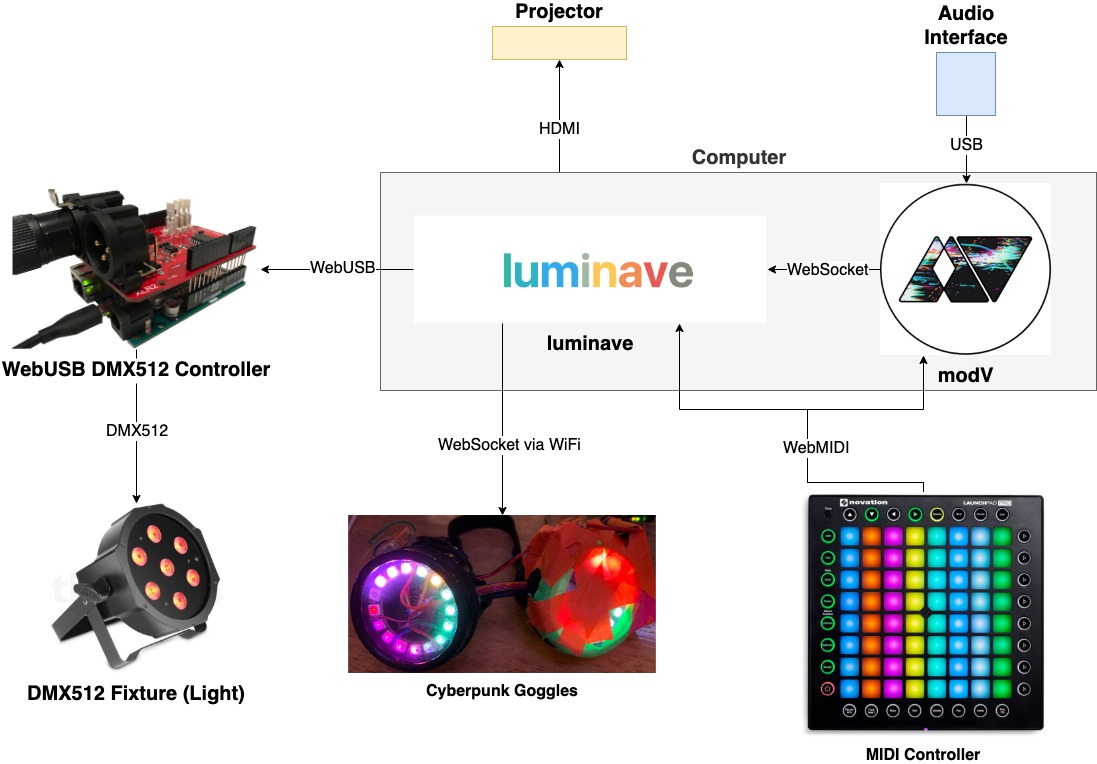 Projector
Audio
Interface
HDMI
USB
Computer
luminave
WebUSB
WebSocket
luminave
modV
XLR2
WebUSB DMX512 Controller
DMX512
WebSocket via WiFi
WebMIDI
novation
LAUNCHPAD PRO
DMX512 Fixture (Light)
Cyberpunk Goggles
MIDI Controller